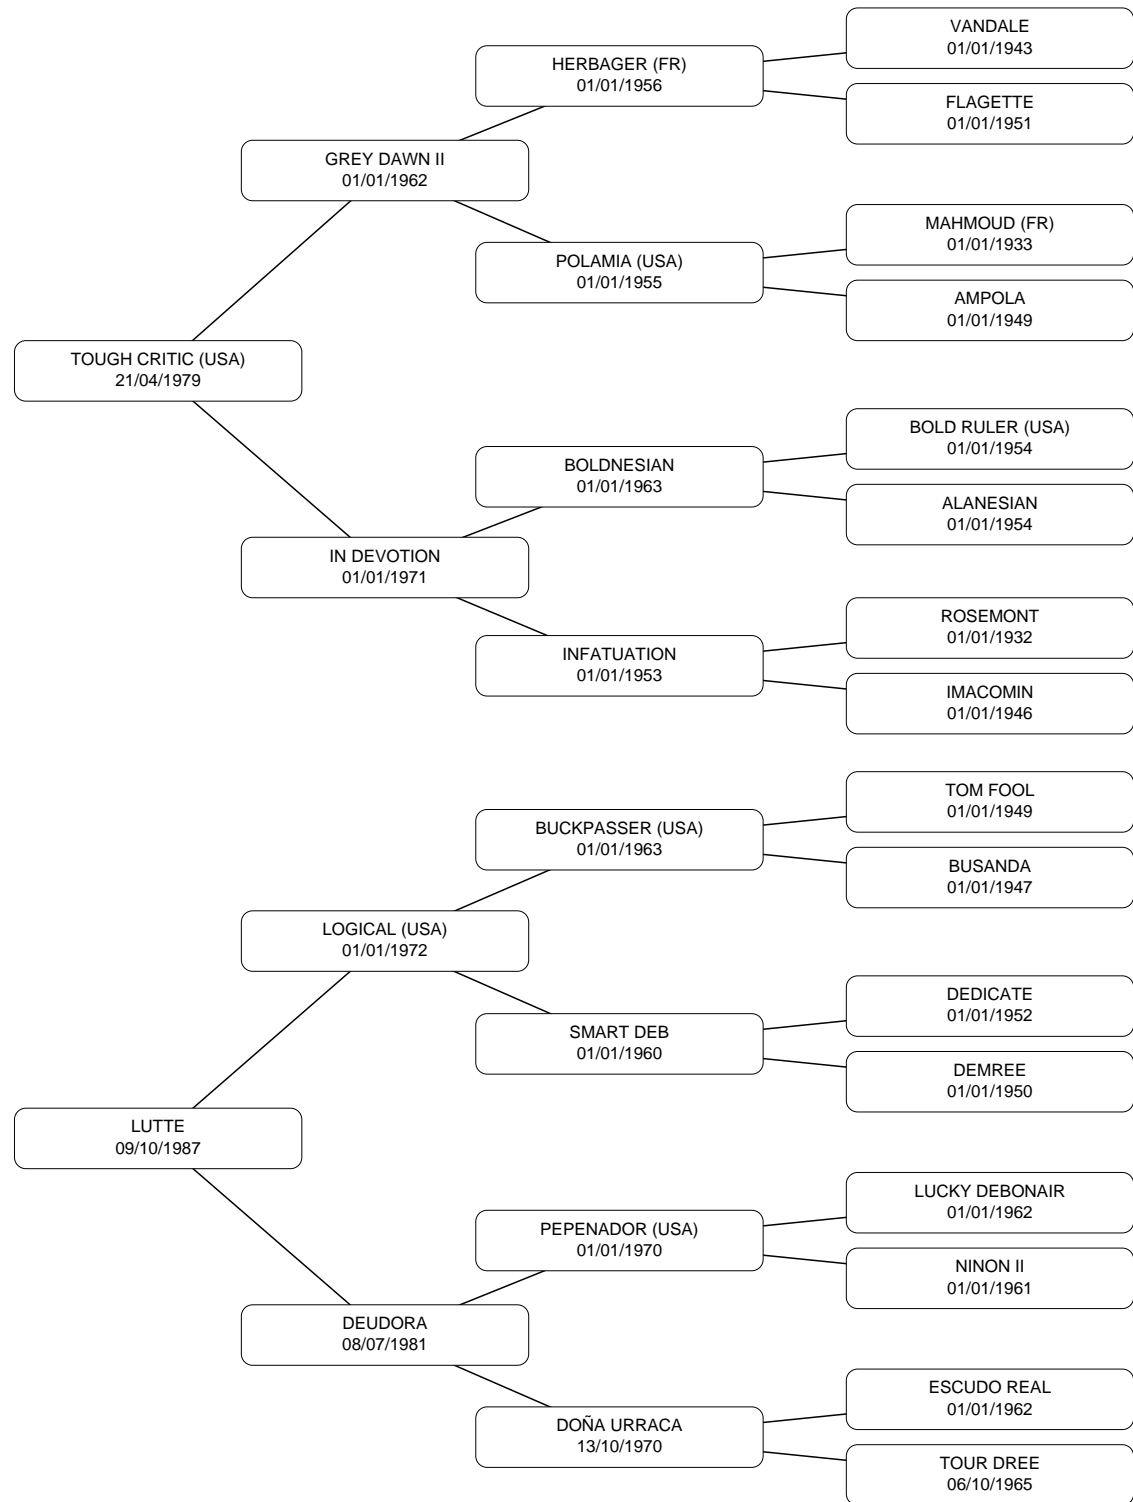 VANDALE
01/01/1943
HERBAGER (FR)
01/01/1956
FLAGETTE
01/01/1951
GREY DAWN II
01/01/1962
MAHMOUD (FR)
01/01/1933
POLAMIA (USA)
01/01/1955
AMPOLA
01/01/1949
TOUGH CRITIC (USA)
21/04/1979
BOLD RULER (USA)
01/01/1954
BOLDNESIAN
01/01/1963
ALANESIAN
01/01/1954
IN DEVOTION
01/01/1971
ROSEMONT
01/01/1932
INFATUATION
01/01/1953
IMACOMIN
01/01/1946
TOM FOOL
01/01/1949
BUCKPASSER (USA)
01/01/1963
BUSANDA
01/01/1947
LOGICAL (USA)
01/01/1972
DEDICATE
01/01/1952
SMART DEB
01/01/1960
DEMREE
01/01/1950
LUTTE
09/10/1987
LUCKY DEBONAIR
01/01/1962
PEPENADOR (USA)
01/01/1970
NINON II
01/01/1961
DEUDORA
08/07/1981
ESCUDO REAL
01/01/1962
DOÑA URRACA
13/10/1970
TOUR DREE
06/10/1965